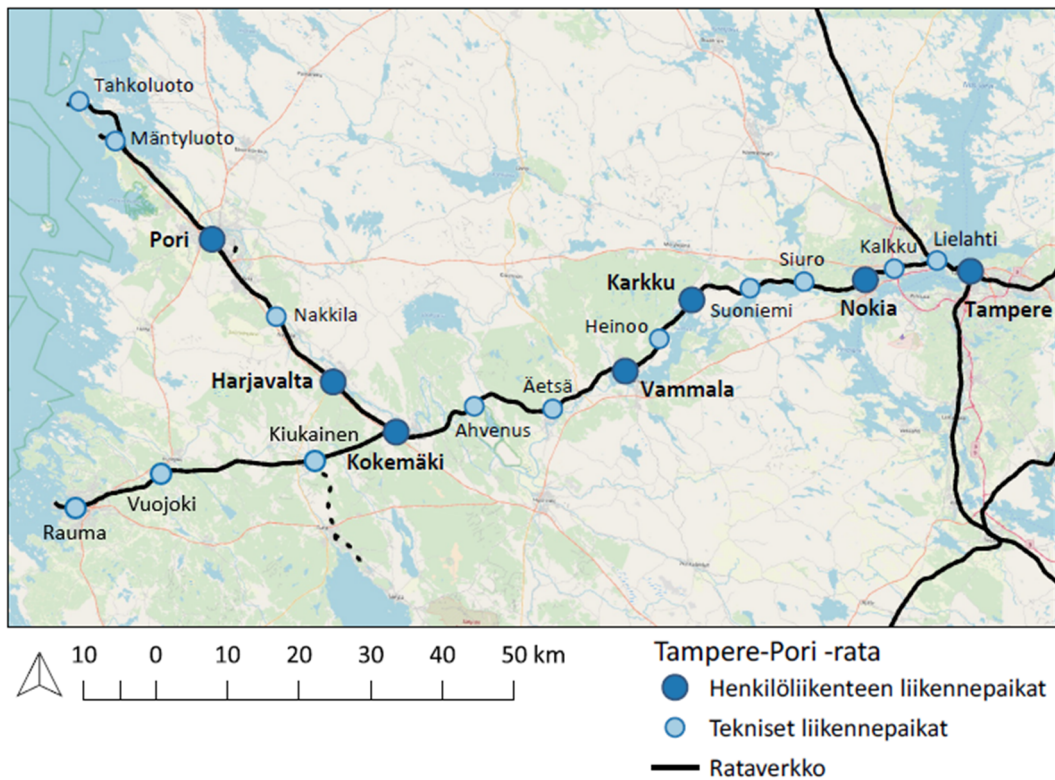 Tahkoluoto
Mäntyluoto
Pori
Nakkila
Harjavalta
Kiukainen
Kokemäki
Vuojoki
Rauma
Ahvenus
Äetsä
Vammala
Heinoo
Karkku
Suoniemi
Siuro
Nokia
Kalkku
Lielahti
Tampere
10 0 10 20 30 40 50 km
Tampere-Pori -rata
Henkilöliikenteen liikennepaikat
Tekniset liikennepaikat
Rataverkko